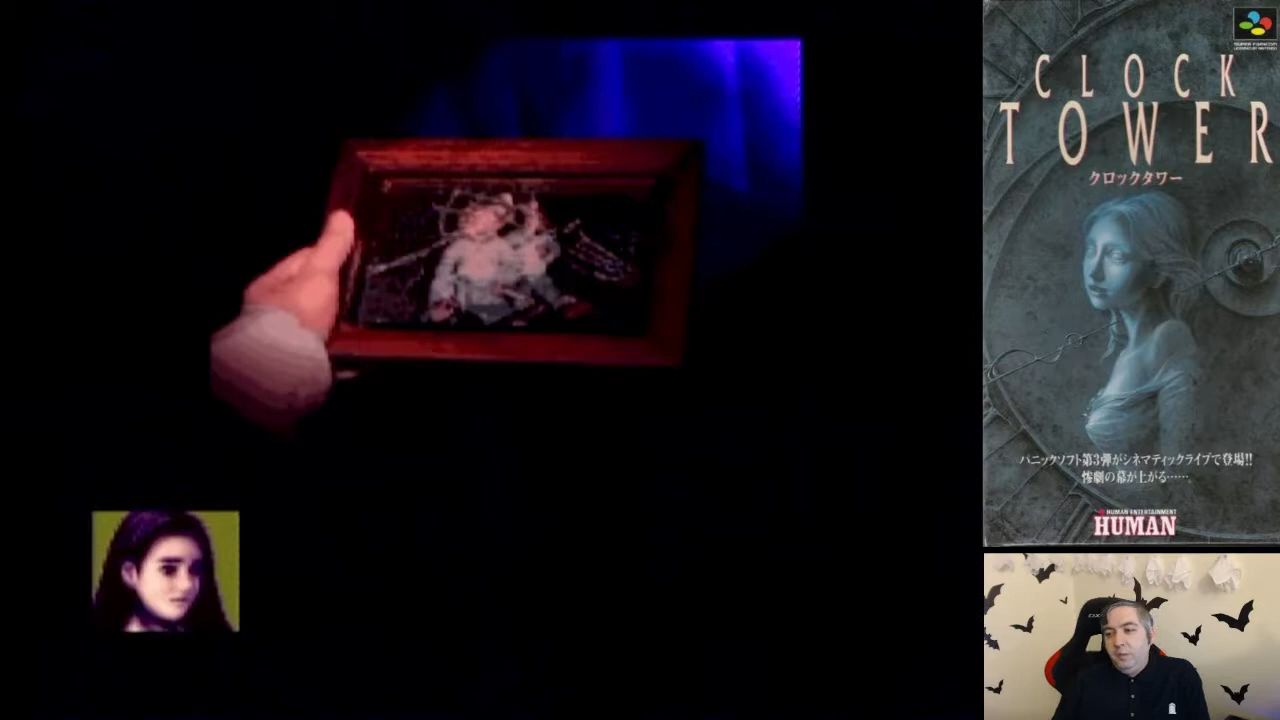 CLOCK
TOWER
クロックタワー
パニックソフト第3弾がシネマティックライブで登場!!
惨劇の幕が上がる……
HUMAN ENTERTAINMENT
HUMAN